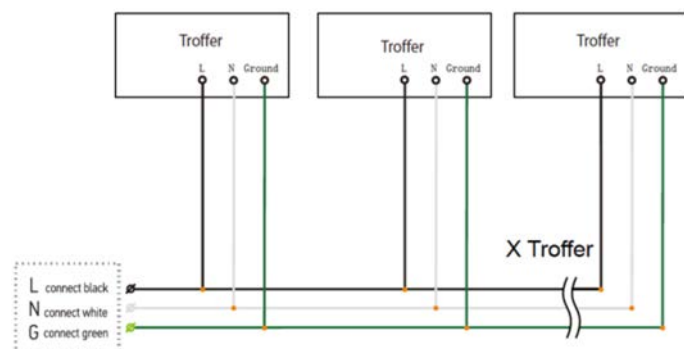 Troffer
L N Ground
Troffer
L N Ground
Troffer
L N Ground
X Troffer
L connect black
N connect white
G connect green